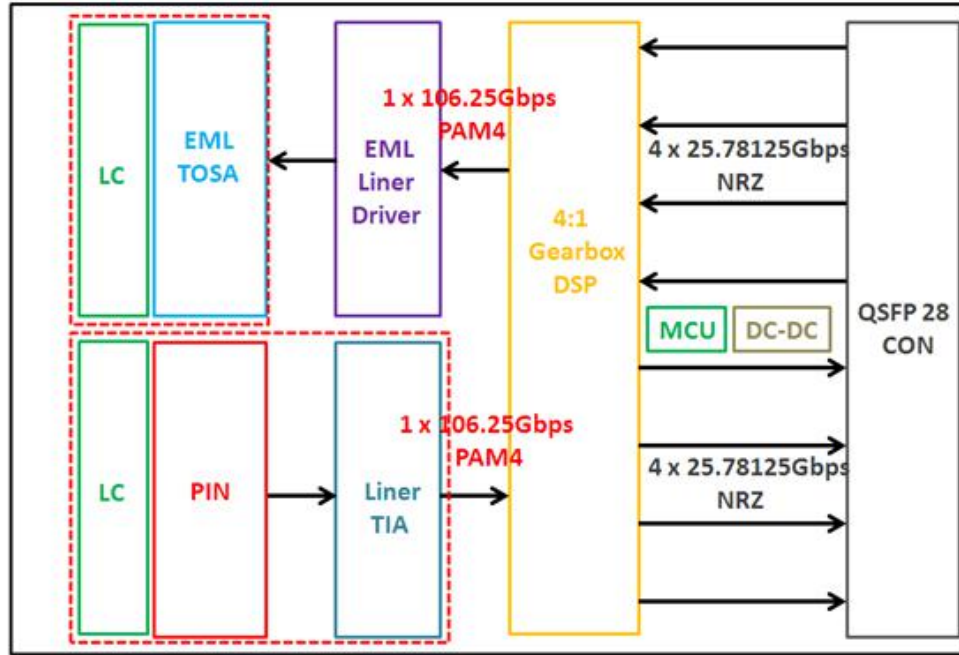 LC
EML
TOSA
EML
Liner
Driver
1 x 106.25Gbps
PAM4
4:1
Gearbox
DSP
4 x 25.78125Gbps
NRZ
MCU
DC-DC
QSFP 28
CON
LC
PIN
Liner
TIA
1 x 106.25Gbps
PAM4
4 x 25.78125Gbps
NRZ